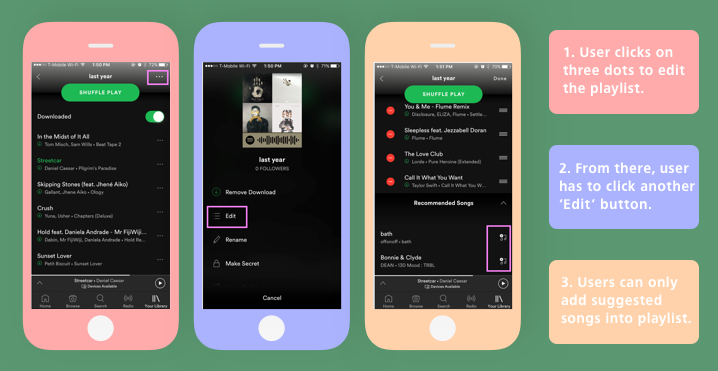 T-Mobile Wi-Fi 1:50 PM 70%
last year
SHUFFLE PLAY
Downloaded
In the Midst of It All
Tom Misch, Sam Wills • Beat Tape 2
Streetcar
Daniel Caesar • Pilgrim's Paradise
Skipping Stones (feat. Jhené Aiko)
Gallant, Jhené Aiko • Ology
Crush
Yuna, Usher • Chapters (Deluxe)
Hold feat. Daniela Andrade - Mr FijiWiji,...
Dabin, Mr FijiWiji, Daniela Andrade • Hold Re...
Sunset Lover
Petit Biscuit • Sunset Lover
Streetcar • Daniel Caesar
Devices Available
Home Browse Search Radio Your Library
T-Mobile Wi-Fi 1:50 PM 71%
last year
0 FOLLOWERS
Remove Download
Edit
Rename
Make Secret
Cancel
T-Mobile Wi-Fi 1:51 PM 70%
last year Done
SHUFFLE PLAY
You & Me - Flume Remix
Disclosure, ELIZA, Flume • Settle...
Sleepless feat. Jezzabell Doran
Flume • Flume
The Love Club
Lorde • Pure Heroine (Extended)
Call It What You Want
Taylor Swift • Call It What You W...
Recommended Songs
bath
offonoff • bath
Bonnie & Clyde
DEAN • 130 Mood : TRBL
Streetcar • Daniel Caesar
Devices Available
Home Browse Search Radio Your Library
1. User clicks on
three dots to edit
the playlist.
2. From there, user
has to click another
'Edit' button.
3. Users can only
add suggested
songs into playlist.